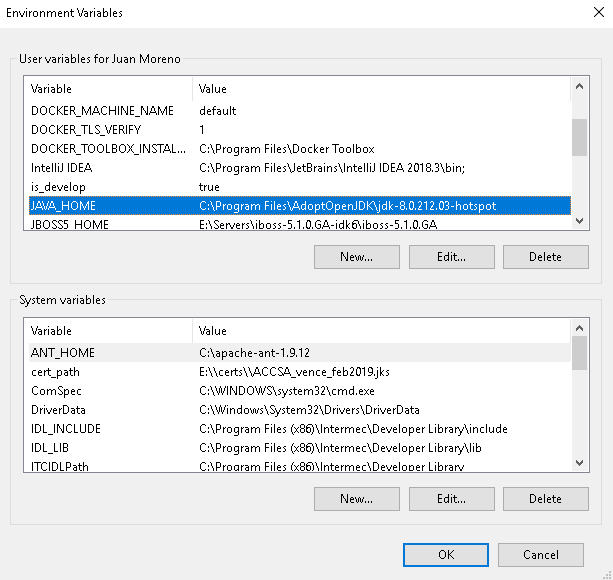 Environment Variables
User variables for Juan Moreno
Variable Value
DOCKER_MACHINE_NAME default
DOCKER_TLS_VERIFY 1
DOCKER_TOOLBOX_INSTAL... C:\Program Files\Docker Toolbox
IntelliJ IDEA C:\Program Files\JetBrains\IntelliJ IDEA 2018.3\bin;
is_develop true
JAVA_HOME C:\Program Files\AdoptOpenJDK\jdk-8.0.212.03-hotspot
JBOSS5_HOME E:\Servers\jboss-5.1.0.GA-jdk6\jboss-5.1.0.GA
New... Edit... Delete
System variables
Variable Value
ANT_HOME C:\apache-ant-1.9.12
cert_path E:\\certs\\ACCSA_vence_feb2019.jks
ComSpec C:\WINDOWS\system32\cmd.exe
DriverData C:\Windows\System32\Drivers\DriverData
IDL_INCLUDE C:\Program Files (x86)\Intermec\Developer Library\include
IDL_LIB C:\Program Files (x86)\Intermec\Developer Library\lib
ITCIDLPath C:\Program Files (x86)\Intermec\Developer Library
New... Edit... Delete
OK Cancel